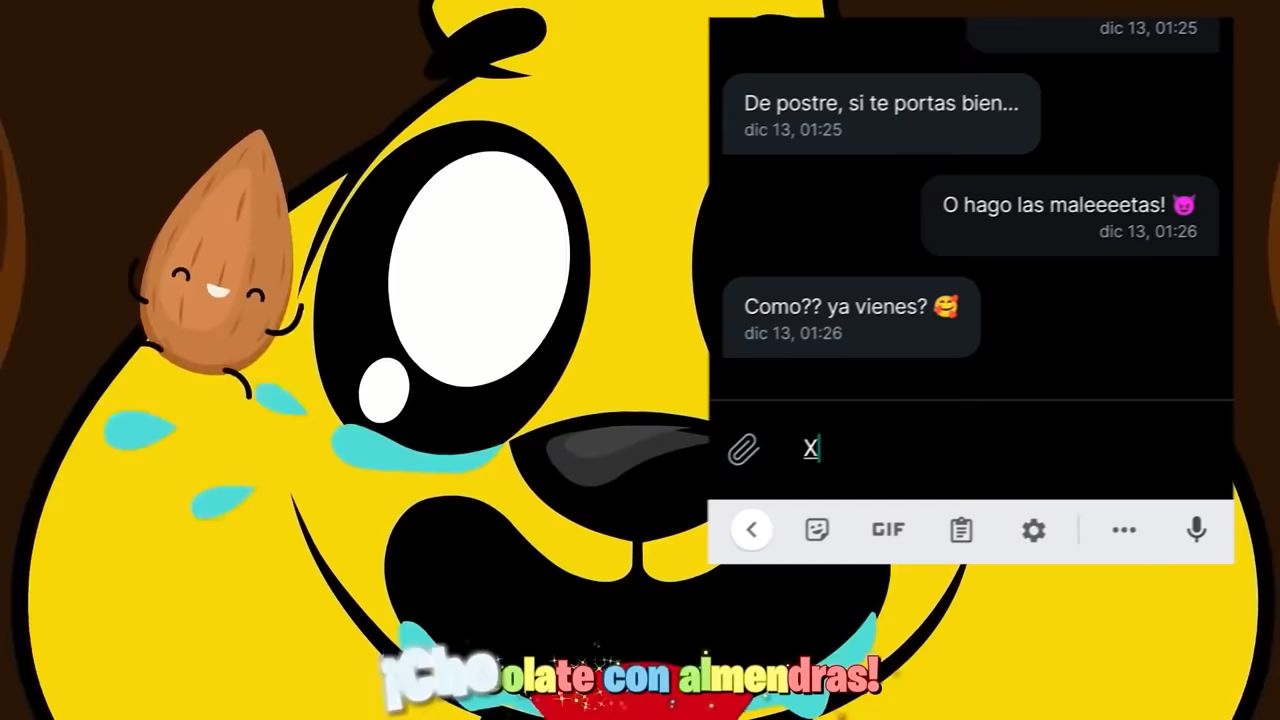 dic 13, 01:25
De postre, si te portas bien...
dic 13, 01:25
O hago las maleeeetas! 😈
dic 13, 01:26
Como?? ya vienes? 🥰
dic 13, 01:26
X
GIF
¡Chocolate con almendras!